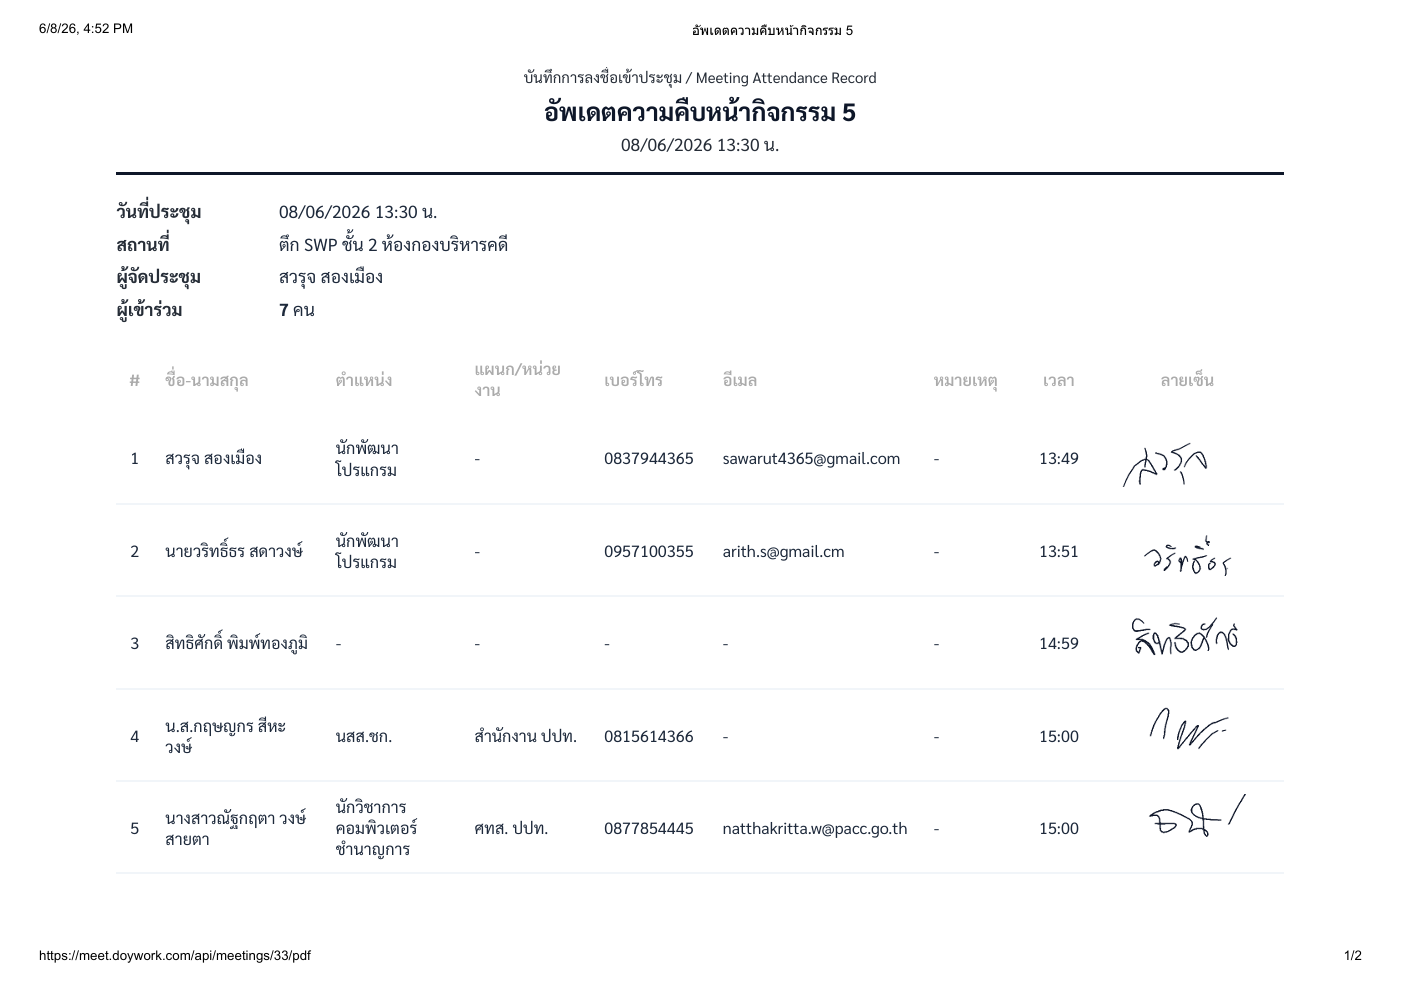 6/8/26, 4:52 PM
อัพเดตความคืบหน้ากิจกรรม 5
บันทึกการลงชื่อเข้าประชุม / Meeting Attendance Record
อัพเดตความคืบหน้ากิจกรรม 5
08/06/2026 13:30 น.
วันที่ประชุม 08/06/2026 13:30 น.
สถานที่ ตึก SWP ชั้น 2 ห้องกองบริหารคดี
ผู้จัดประชุม สวรุจ สองเมือง
ผู้เข้าร่วม 7 คน
# ชื่อ-นามสกุล ตำแหน่ง แผนก/หน่วย
งาน เบอร์โทร อีเมล หมายเหตุ เวลา ลายเซ็น
1 สวรุจ สองเมือง นักพัฒนา
โปรแกรม - 0837944365 sawarut4365@gmail.com - 13:49 สวรุจ
2 นายวริทธิ์ธร สดาวงษ์ นักพัฒนา
โปรแกรม - 0957100355 arith.s@gmail.cm - 13:51 วริทธิ์ธร
3 สิทธิศักดิ์ พิมพ์ทองภูมิ - - - - - 14:59 สิทธิศักดิ์
4 น.ส.กฤษญกร สีหะ
วงษ์ นสส.ชก. สำนักงาน ปปท. 0815614366 - - 15:00
5 นางสาวณัฐกฤตา วงษ์
สายตา นักวิชาการ
คอมพิวเตอร์
ชำนาญการ ศทส. ปปท. 0877854445 natthakritta.w@pacc.go.th - 15:00
https://meet.doywork.com/api/meetings/33/pdf
1/2